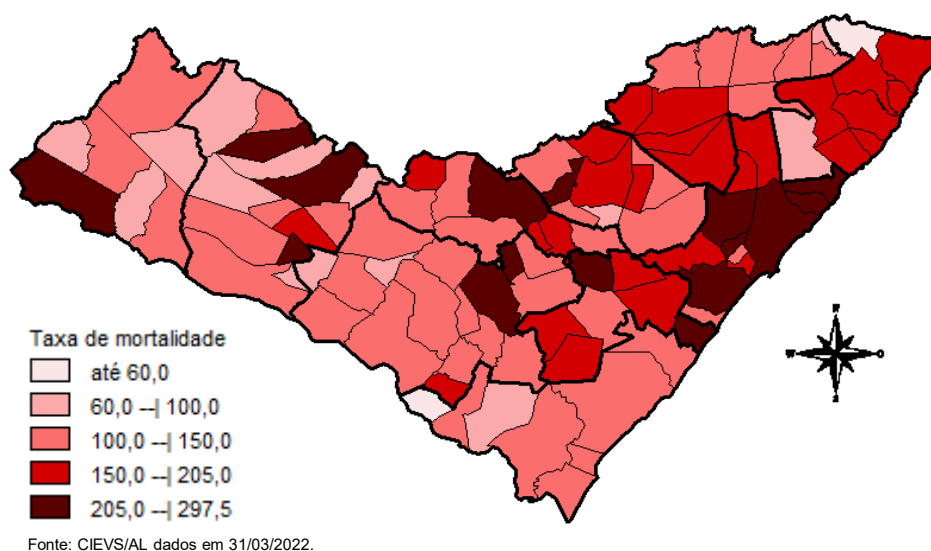 Taxa de mortalidade
até 60,0
60,0 --| 100,0
100,0 --| 150,0
150,0 --| 205,0
205,0 --| 297,5
Fonte: CIEVS/AL dados em 31/03/2022.